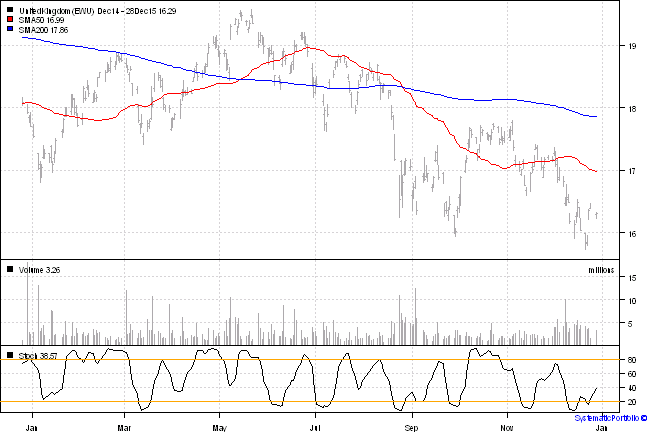 UnitedKingdom (EWU) Dec14 - 28Dec15 16.29
SMA50 16.99
SMA200 17.86
19
18
17
16
Volume 3.26
millions
15
10
5
Stoch 38.57
80
60
40
20
Jan Mar May Jul Sep Nov Jan
SystematicPortfolio ©